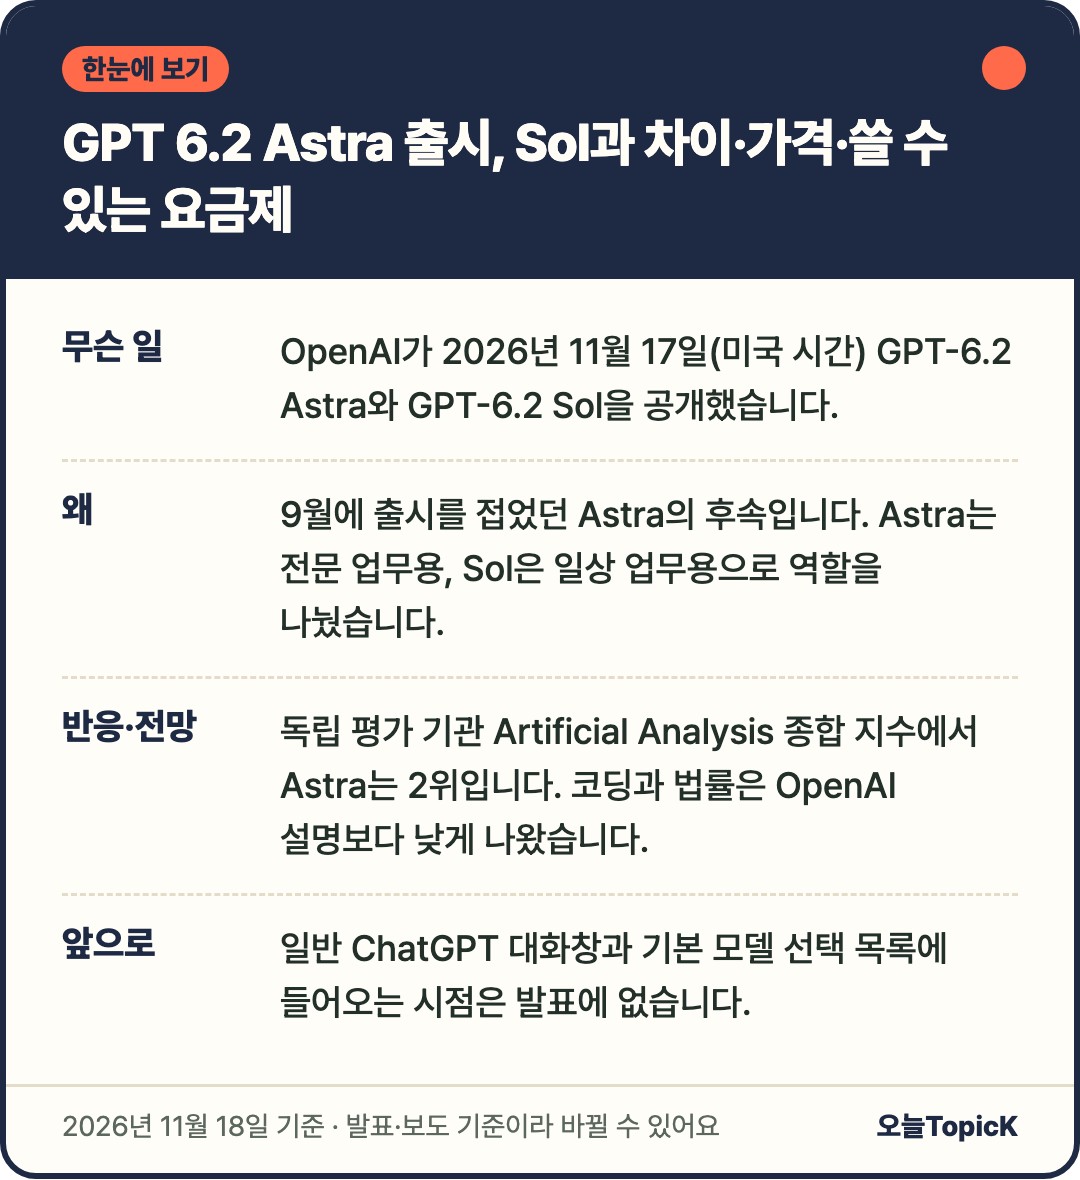 한눈에 보기
GPT 6.2 Astra 출시, Sol과 차이·가격·쓸 수
있는 요금제
무슨 일
OpenAI가 2026년 11월 17일(미국 시간) GPT-6.2
Astra와 GPT-6.2 Sol을 공개했습니다.
왜
9월에 출시를 접었던 Astra의 후속입니다. Astra는
전문 업무용, Sol은 일상 업무용으로 역할을
나눴습니다.
반응·전망
독립 평가 기관 Artificial Analysis 종합 지수에서
Astra는 2위입니다. 코딩과 법률은 OpenAI
설명보다 낮게 나왔습니다.
앞으로
일반 ChatGPT 대화창과 기본 모델 선택 목록에
들어오는 시점은 발표에 없습니다.
2026년 11월 18일 기준 · 발표·보도 기준이라 바뀔 수 있어요
오늘TopicK